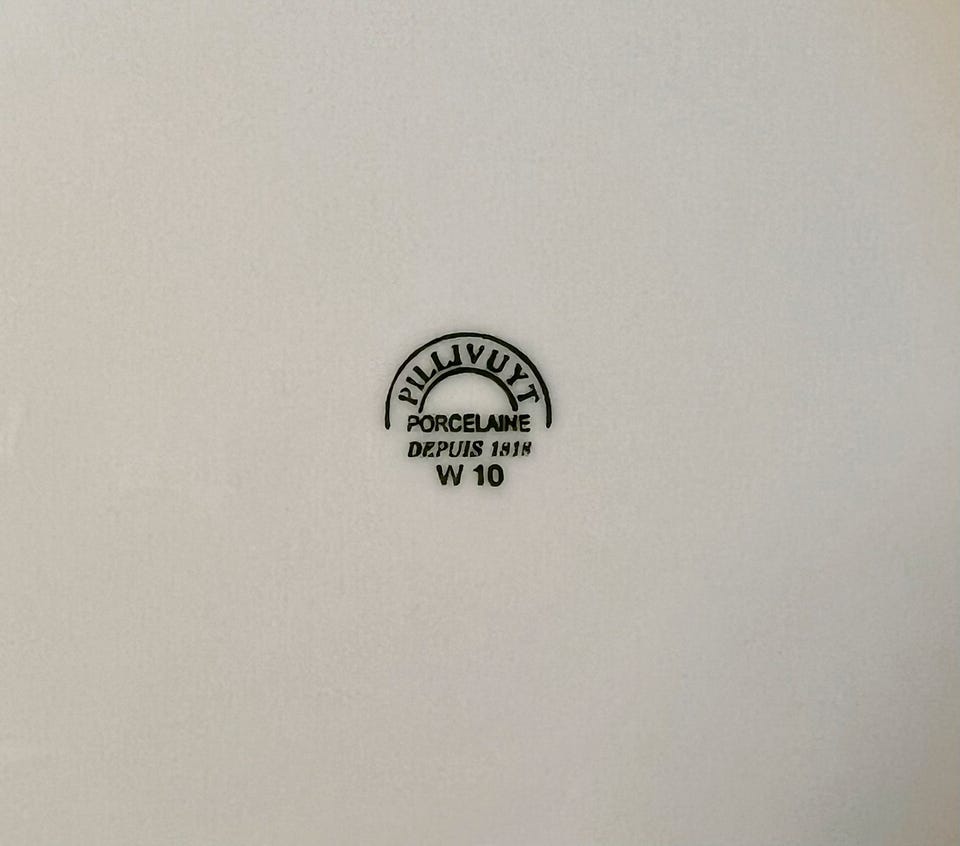 PILLIVUYT
PORCELAINE
DEPUIS 1818
W 10